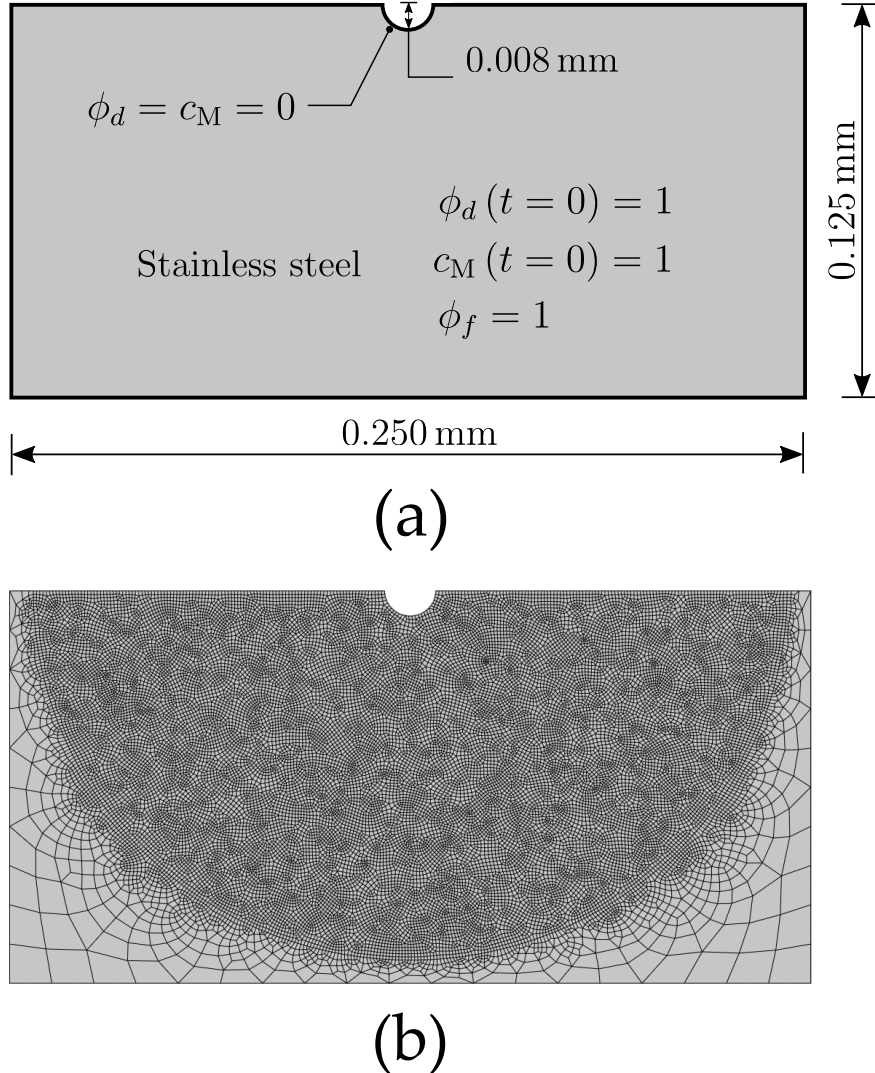 0.008 mm
ϕ_d = c_M = 0
ϕ_d (t = 0) = 1
Stainless steel
c_M (t = 0) = 1
ϕ_f = 1
0.125 mm
0.250 mm
(a)
(b)